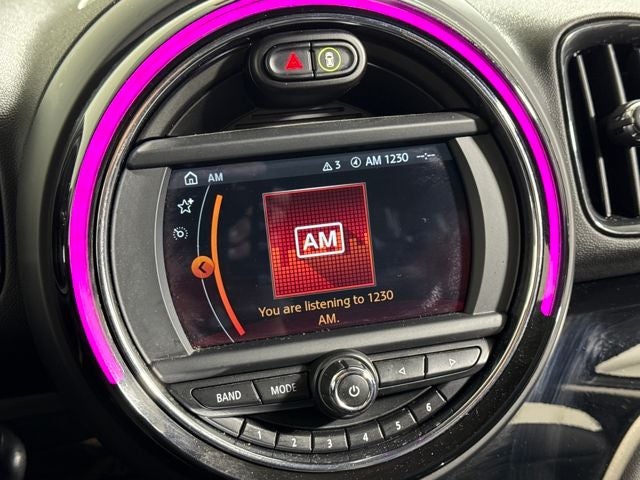 AM
3
4
AM 1230
--:--
AM
You are listening to 1230
AM.
BAND
MODE
1
2
3
4
5
6